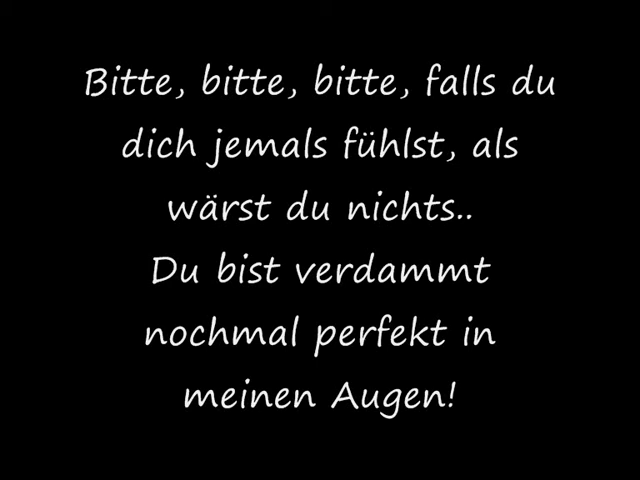 Bitte, bitte, bitte, falls du
dich jemals fühlst, als
wärst du nichts..
Du bist verdammt
nochmal perfekt in
meinen Augen!